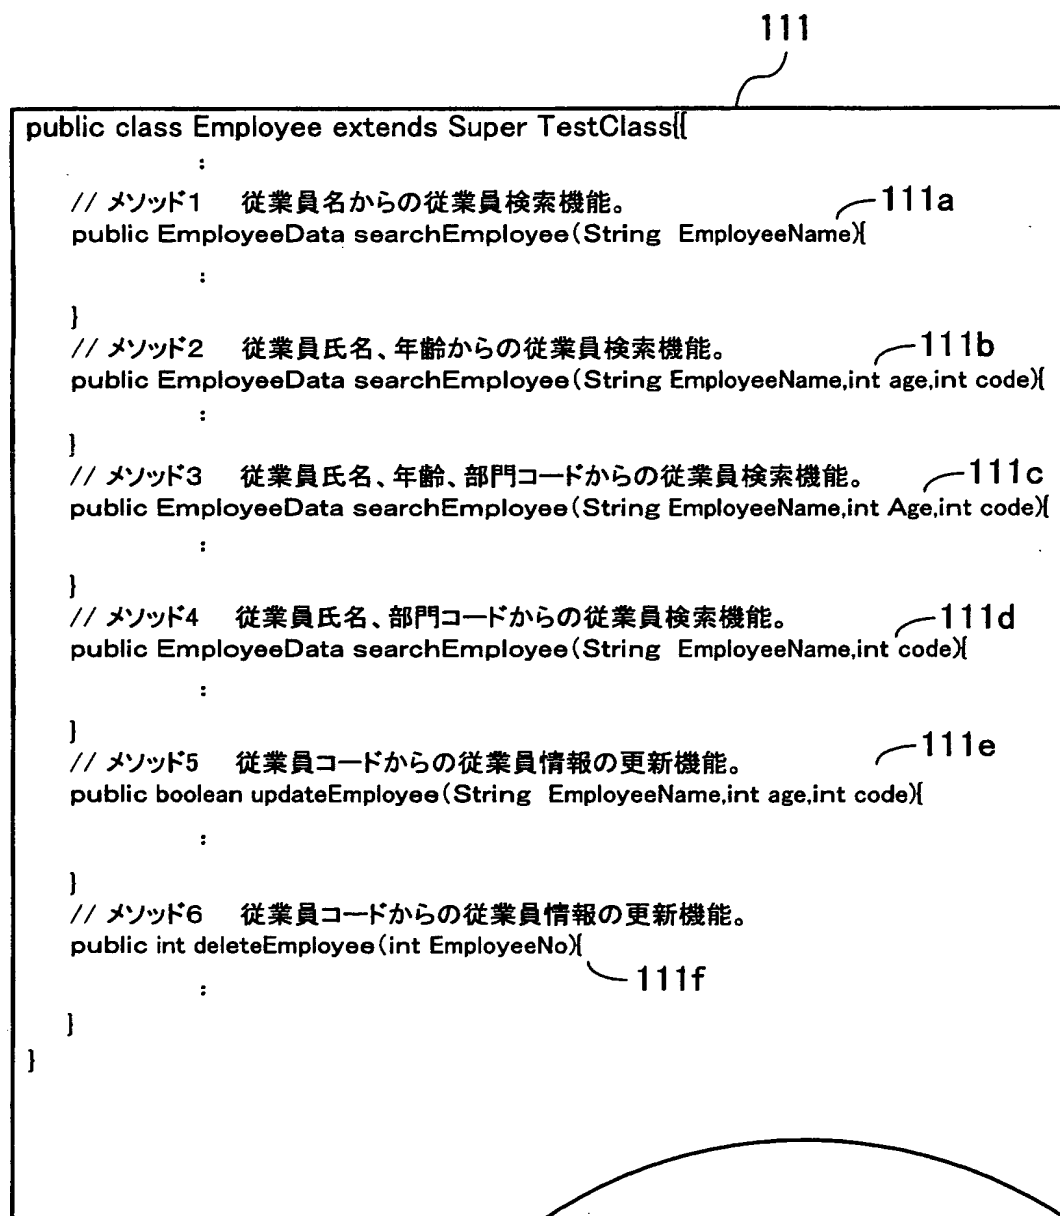 111
public class Employee extends Super TestClass{{
:
// メソッド1 従業員名からの従業員検索機能。
111a
public EmployeeData searchEmployee(String EmployeeName){
:
}
// メソッド2 従業員氏名、年齢からの従業員検索機能。
111b
public EmployeeData searchEmployee(String EmployeeName,int age,int code){
:
}
// メソッド3 従業員氏名、年齢、部門コードからの従業員検索機能。
111c
public EmployeeData searchEmployee(String EmployeeName,int Age,int code){
:
}
// メソッド4 従業員氏名、部門コードからの従業員検索機能。
111d
public EmployeeData searchEmployee(String EmployeeName,int code){
:
}
// メソッド5 従業員コードからの従業員情報の更新機能。
111e
public boolean updateEmployee(String EmployeeName,int age,int code){
:
}
// メソッド6 従業員コードからの従業員情報の更新機能。
public int deleteEmployee(int EmployeeNo){
111f
:
}
}